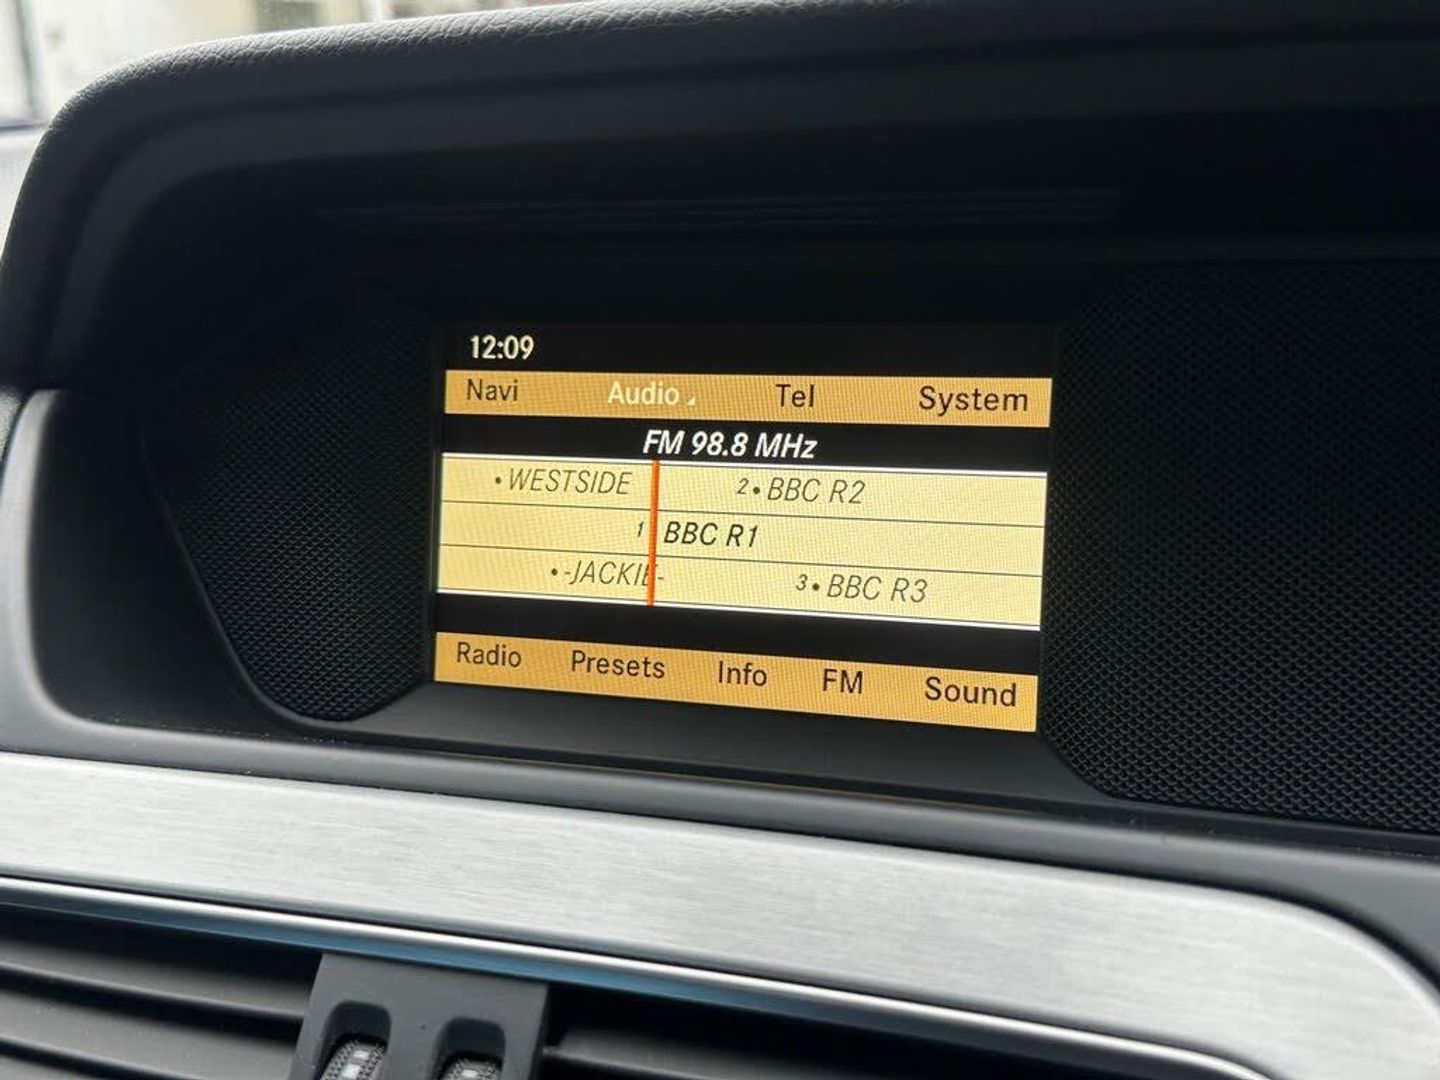 12:09
Navi Audio Tel System
FM 98.8 MHz
•WESTSIDE 2•BBC R2
1 BBC R1
•-JACKIE- 3•BBC R3
Radio Presets Info FM Sound